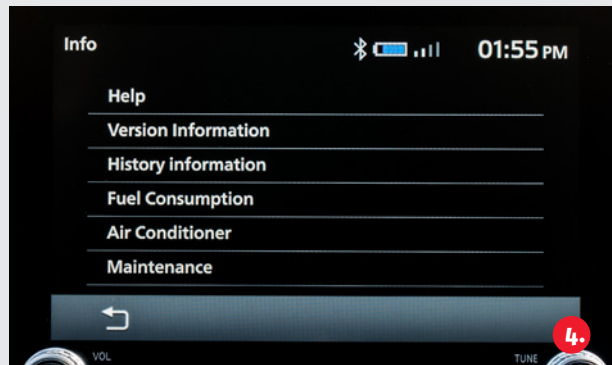 Info 01:55 PM
Help
Version Information
History information
Fuel Consumption
Air Conditioner
Maintenance
4.
VOL TUNE